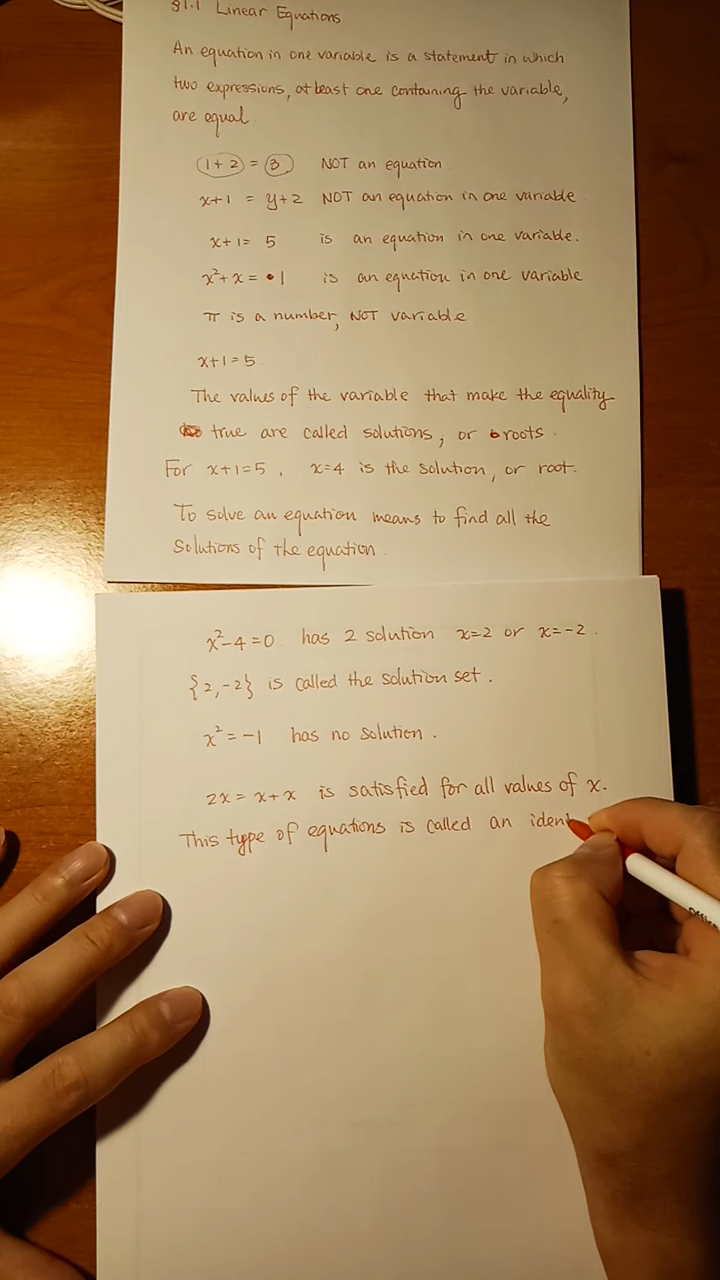 §1.1 Linear Equations
An equation in one variable is a statement in which
two expressions, at least one containing the variable,
are equal
1+2 = 3 NOT an equation
x+1 = y+2 NOT an equation in one variable
x+1 = 5 is an equation in one variable.
x²+x = 1 is an equation in one variable
π is a number, NOT variable
x+1=5
The values of the variable that make the equality
true are called solutions, or roots.
For x+1=5, x=4 is the solution, or root.
To solve an equation means to find all the
solutions of the equation.
x²-4=0 has 2 solution x=2 or x=-2.
{2,-2} is called the solution set.
x² = -1 has no solution.
2x = x+x is satisfied for all values of x.
This type of equations is called an ident